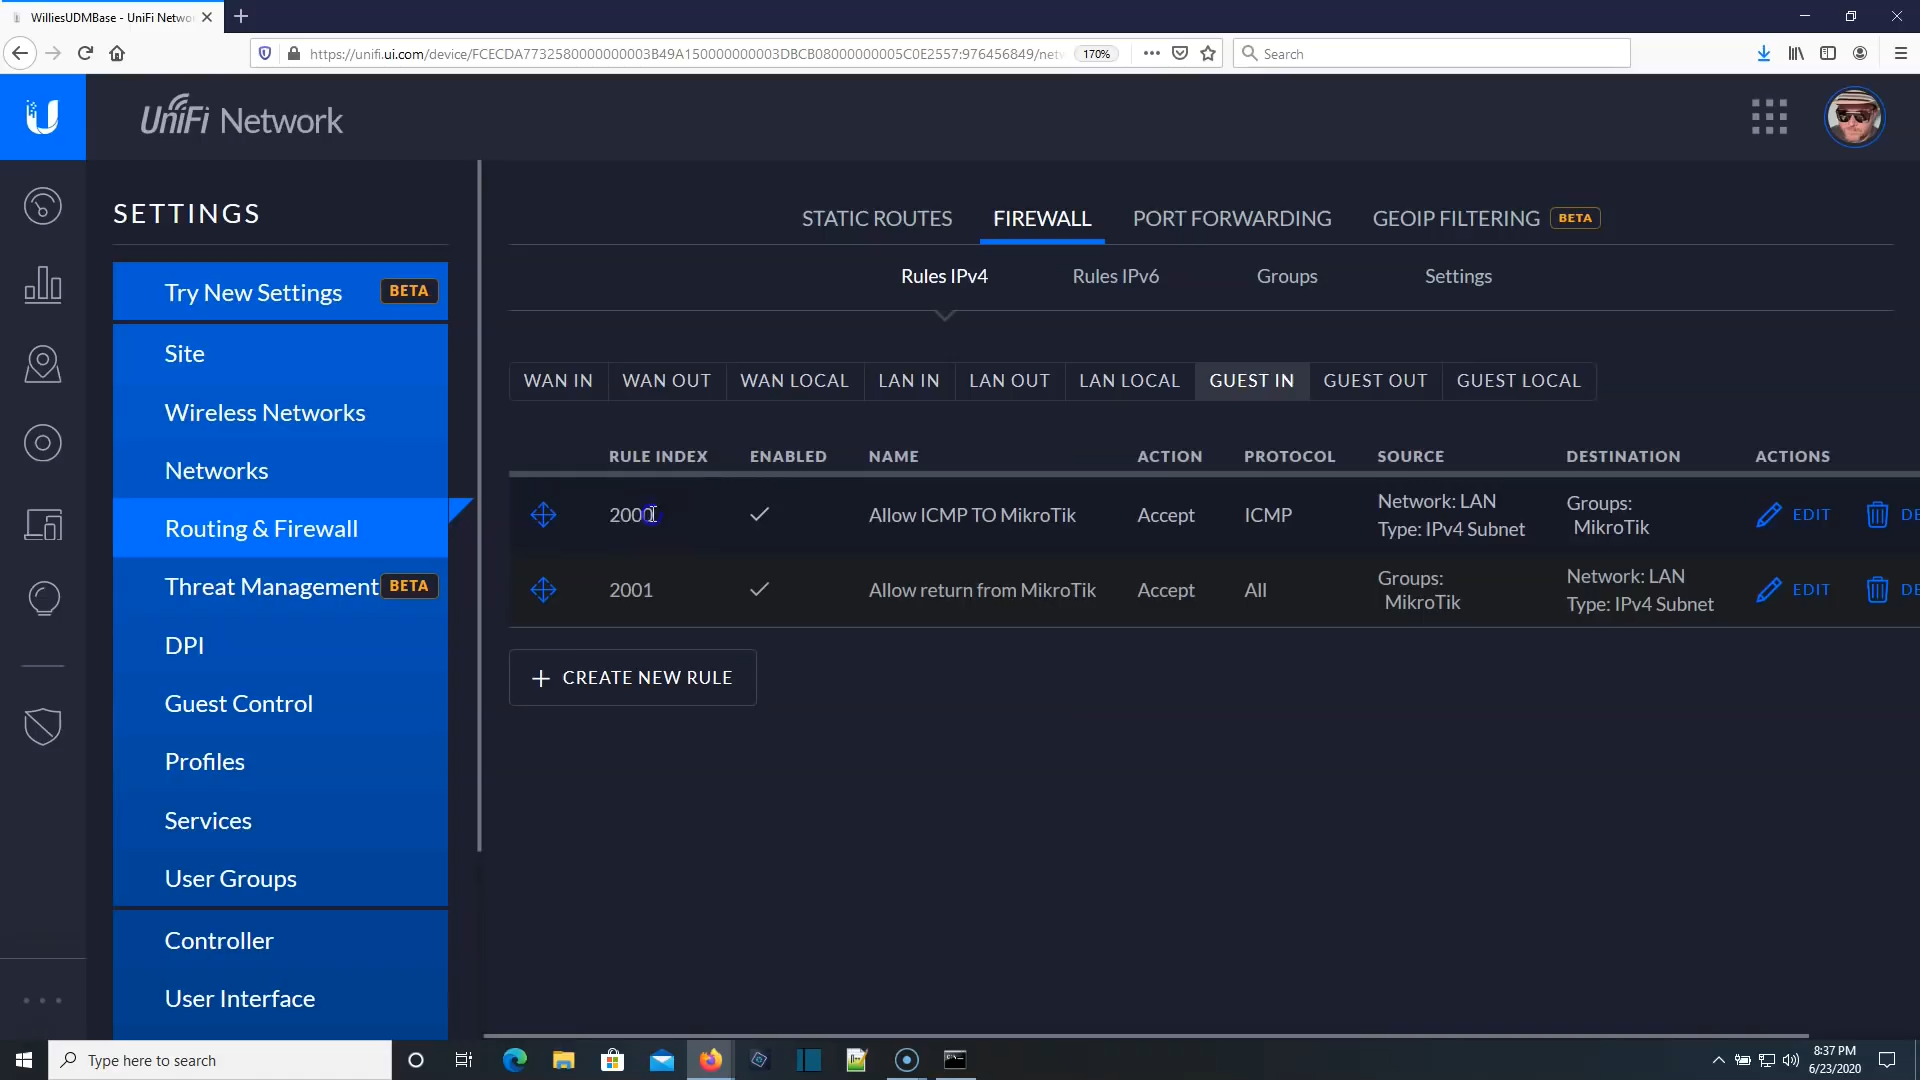 WilliesUDMBase - UniFi Netwo
https://unifi.ui.com/device/FCECDA7732580000000003B49A150000000003DBCB08000000005C0E2557:976456849/net
170%
Search
UniFi Network
SETTINGS
Try New Settings BETA
Site
Wireless Networks
Networks
Routing & Firewall
Threat Management BETA
DPI
Guest Control
Profiles
Services
User Groups
Controller
User Interface
STATIC ROUTES FIREWALL PORT FORWARDING GEOIP FILTERING BETA
Rules IPv4 Rules IPv6 Groups Settings
WAN IN WAN OUT WAN LOCAL LAN IN LAN OUT LAN LOCAL GUEST IN GUEST OUT GUEST LOCAL
RULE INDEX ENABLED NAME ACTION PROTOCOL SOURCE DESTINATION ACTIONS
2000 Allow ICMP TO MikroTik Accept ICMP Network: LAN Type: IPv4 Subnet Groups: MikroTik EDIT DE
2001 Allow return from MikroTik Accept All Groups: MikroTik Network: LAN Type: IPv4 Subnet EDIT DE
+ CREATE NEW RULE
Type here to search
8:37 PM
6/23/2020